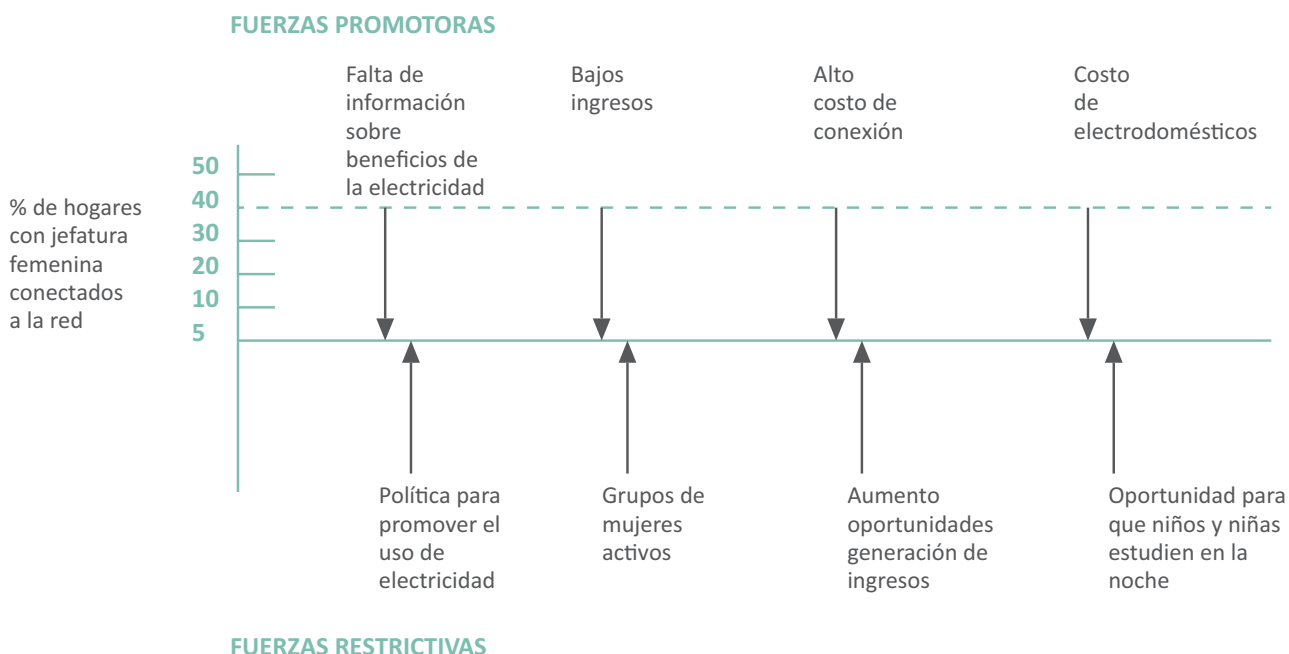 FUERZAS PROMOTORAS
Falta de
información
sobre
beneficios de
la electricidad
Bajos
ingresos
Alto
costo de
conexión
Costo
de
electrodomésticos
% de hogares
con jefatura
femenina
conectados
a la red
50
40
30
20
10
5
Política para
promover el
uso de
electricidad
Grupos de
mujeres
activos
Aumento
oportunidades
generación de
ingresos
Oportunidad para
que niños y niñas
estudien en la
noche
FUERZAS RESTRICTIVAS